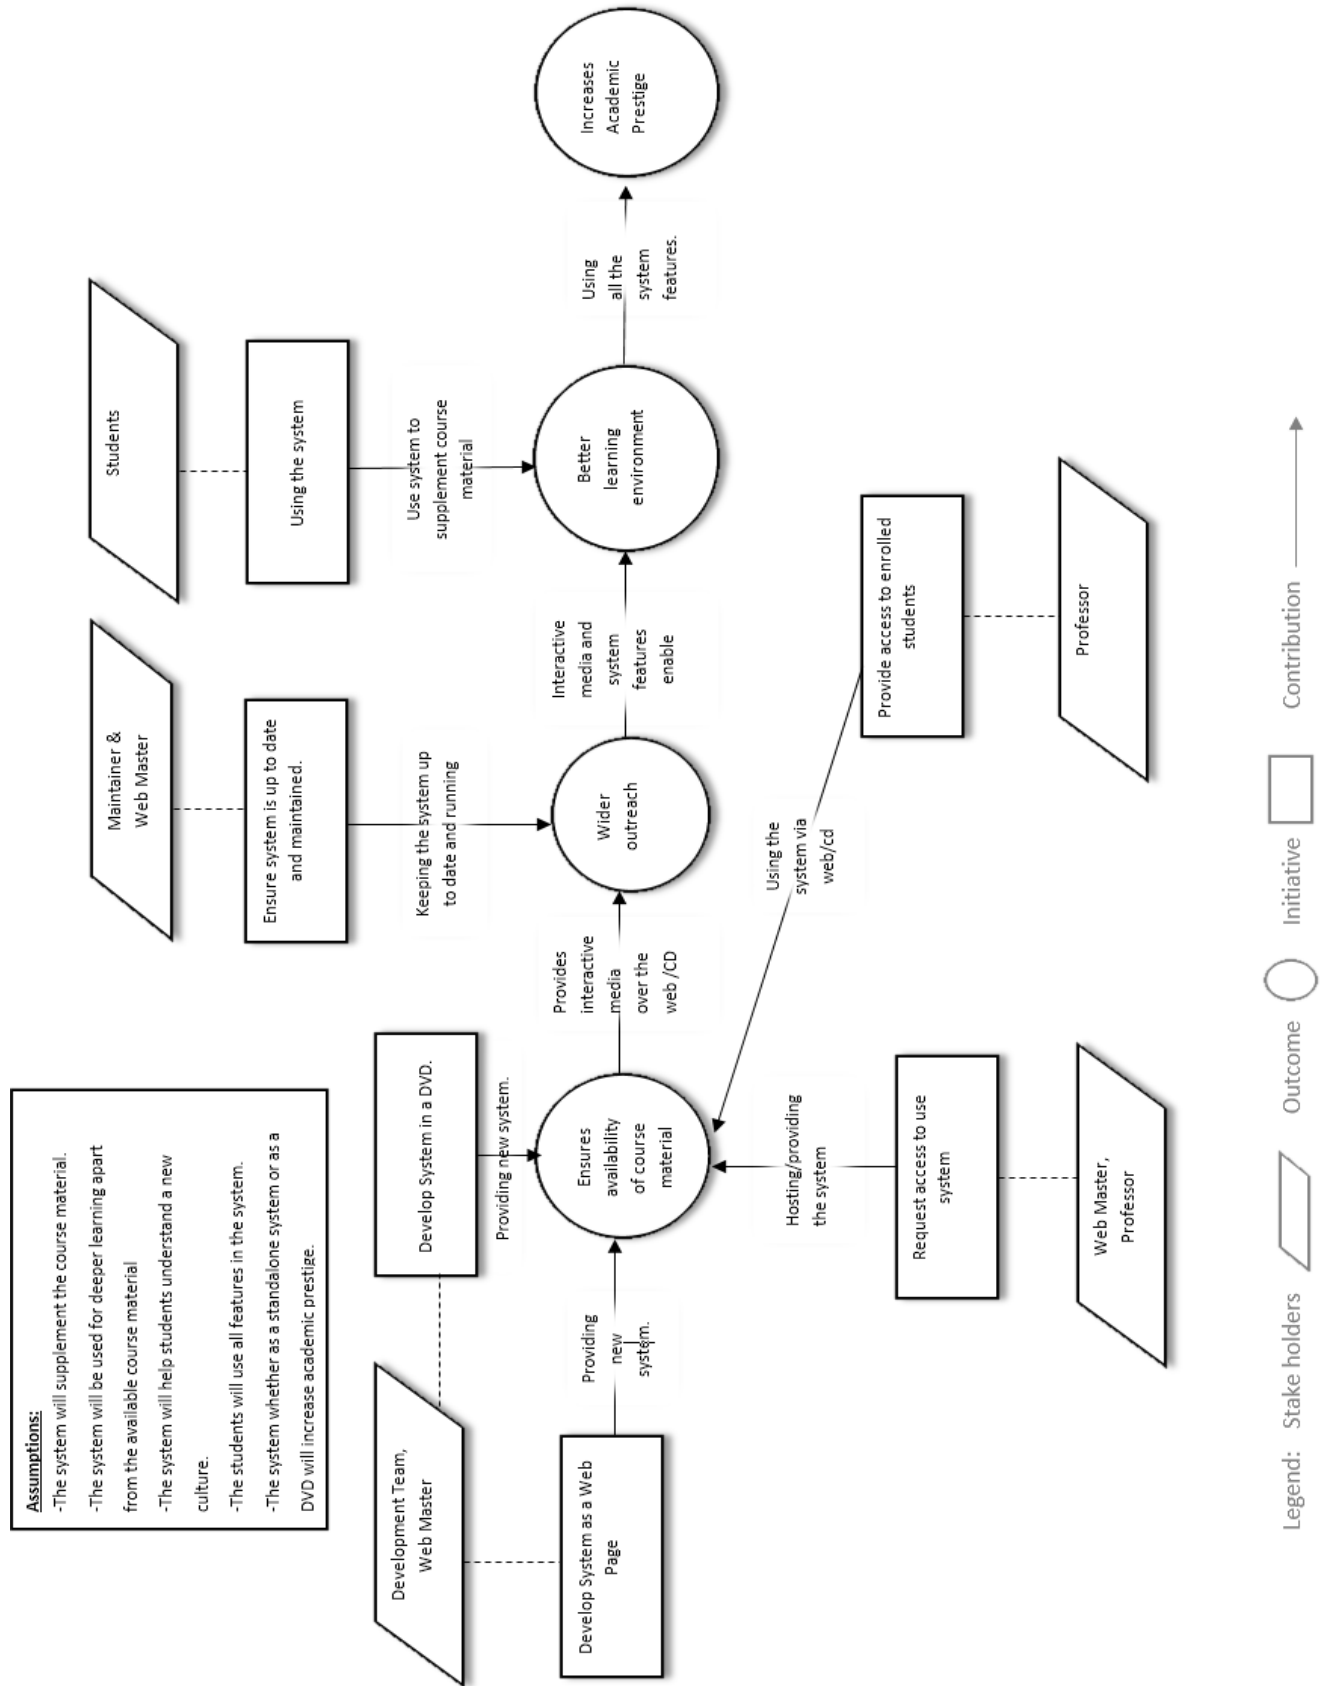 Assumptions:
-The system will supplement the course material.
-The system will be used for deeper learning apart
from the available course material
-The system will help students understand a new
culture.
-The students will use all features in the system.
-The system whether as a standalone system or as a
DVD will increase academic prestige.
Maintainer &
Web Master
Students
Ensure system is up to date
and maintained.
Using the system
Development Team,
Web Master
Develop System in a DVD.
Keeping the system up
to date and running
Use system to
supplement course
material
Providing new system.
Develop System as a Web
Page
Providing
new
system.
Ensures
availability
of course
material
Provides
interactive
media
over the
web /CD
Wider
outreach
Interactive
media and
system
features
enable
Better
learning
environment
Using
all the
system
features.
Increases
Academic
Prestige
Hosting/providing
the system
Using the
system via
web/cd
Request access to use
system
Provide access to enrolled
students
Web Master,
Professor
Professor
Legend: Stake holders Outcome Initiative Contribution